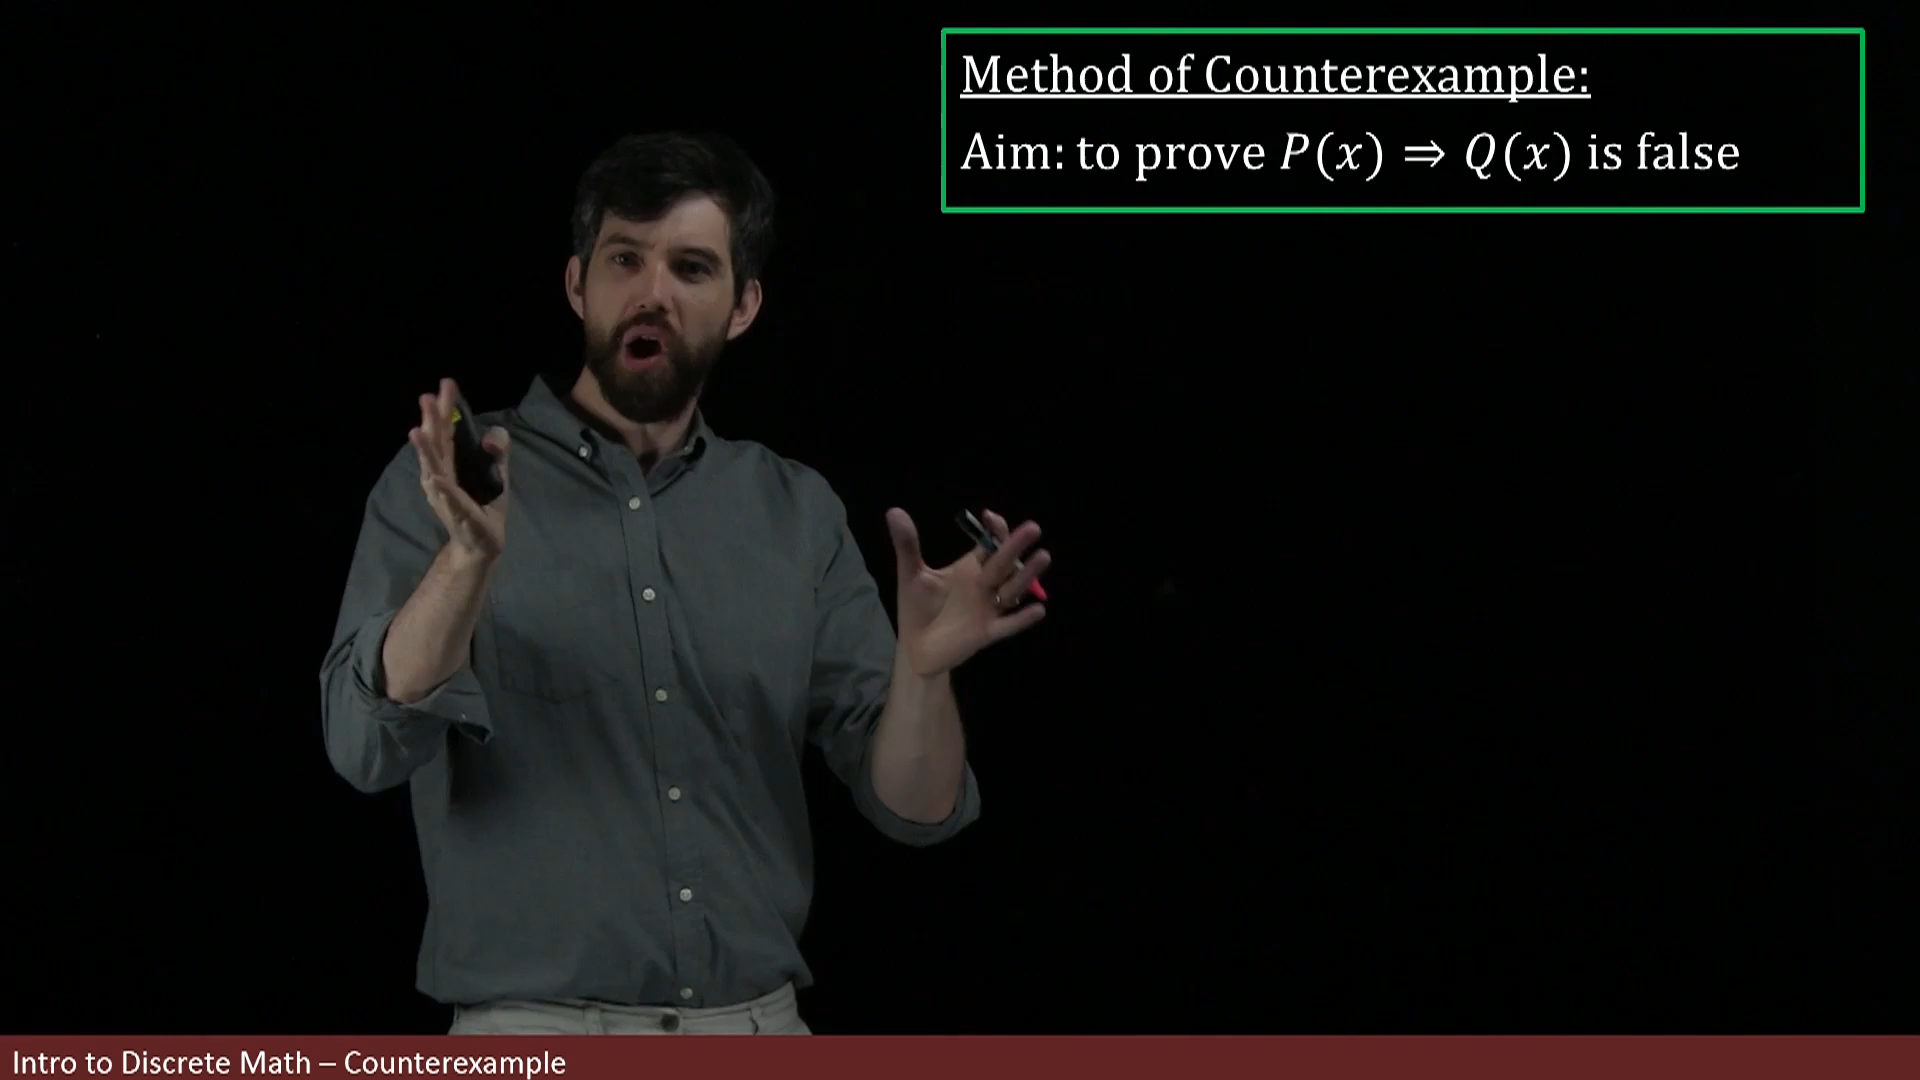 Method of Counterexample:
Aim: to prove P(x) ⇒ Q(x) is false
Intro to Discrete Math – Counterexample